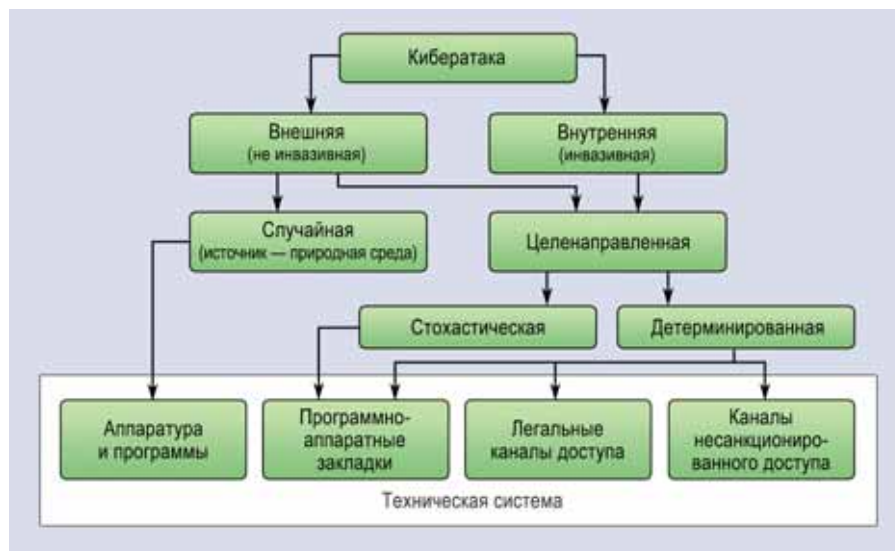 Кибератака
Внешняя
(не инвазивная)
Внутренняя
(инвазивная)
Случайная
(источник — природная среда)
Целенаправленная
Стохастическая
Детерминированная
Аппаратура
и программы
Программно-
аппаратные
закладки
Легальные
каналы доступа
Каналы
несанкциониро-
ванного доступа
Техническая система